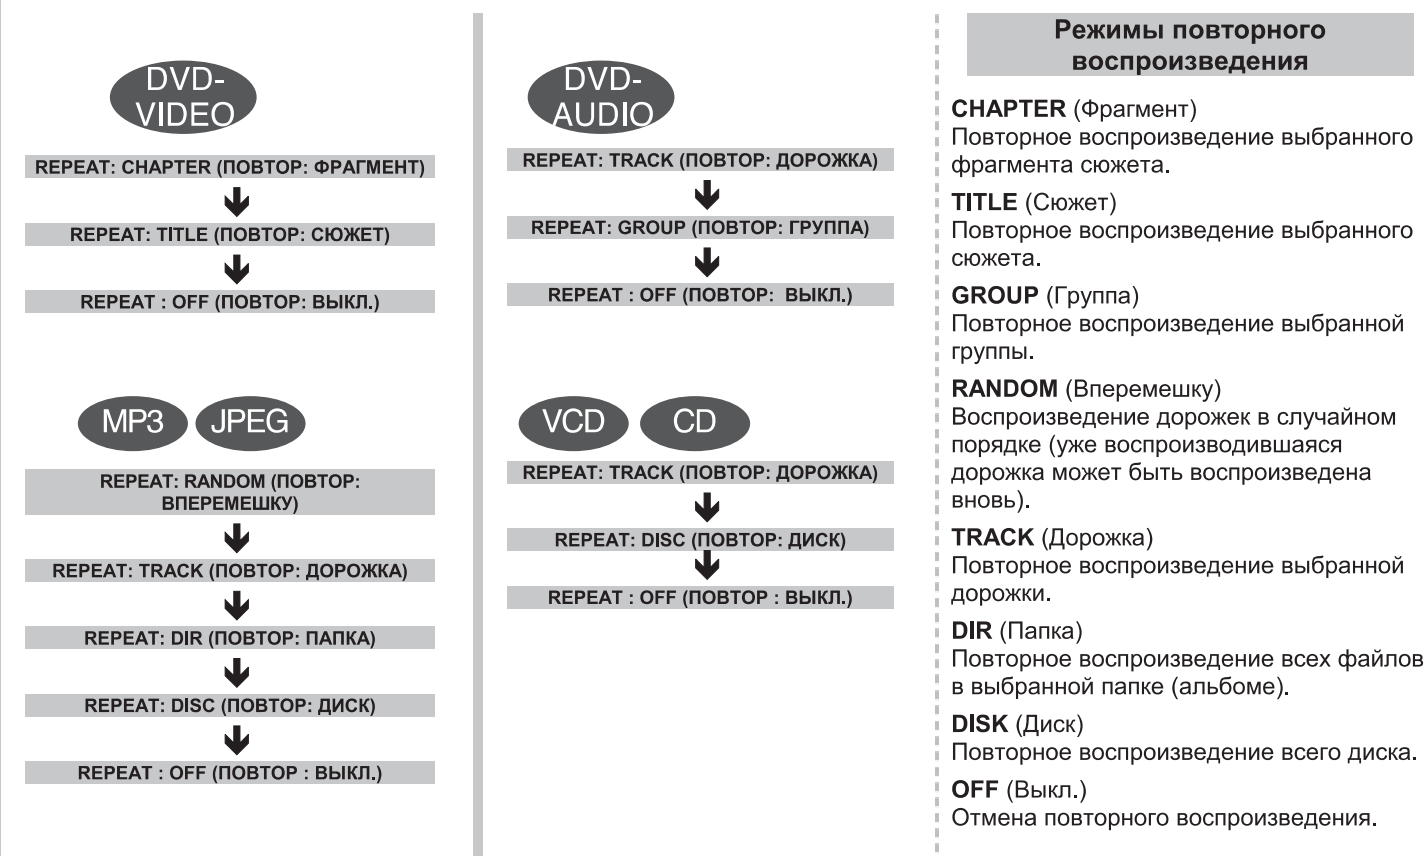 DVD-
VIDEO
REPEAT: CHAPTER (ПОВТОР: ФРАГМЕНТ)
REPEAT: TITLE (ПОВТОР: СЮЖЕТ)
REPEAT : OFF (ПОВТОР: ВЫКЛ.)
MP3 JPEG
REPEAT: RANDOM (ПОВТОР:
ВПЕРЕМЕШКУ)
REPEAT: TRACK (ПОВТОР: ДОРОЖКА)
REPEAT: DIR (ПОВТОР: ПАПКА)
REPEAT: DISC (ПОВТОР: ДИСК)
REPEAT : OFF (ПОВТОР : ВЫКЛ.)
DVD-
AUDIO
REPEAT: TRACK (ПОВТОР: ДОРОЖКА)
REPEAT: GROUP (ПОВТОР: ГРУППА)
REPEAT : OFF (ПОВТОР: ВЫКЛ.)
VCD CD
REPEAT: TRACK (ПОВТОР: ДОРОЖКА)
REPEAT: DISC (ПОВТОР: ДИСК)
REPEAT : OFF (ПОВТОР : ВЫКЛ.)
Режимы повторного
воспроизведения
CHAPTER (Фрагмент)
Повторное воспроизведение выбранного
фрагмента сюжета.
TITLE (Сюжет)
Повторное воспроизведение выбранного
сюжета.
GROUP (Группа)
Повторное воспроизведение выбранной
группы.
RANDOM (Вперемешку)
Воспроизведение дорожек в случайном
порядке (уже воспроизводившаяся
дорожка может быть воспроизведена
вновь).
TRACK (Дорожка)
Повторное воспроизведение выбранной
дорожки.
DIR (Папка)
Повторное воспроизведение всех файлов
в выбранной папке (альбоме).
DISK (Диск)
Повторное воспроизведение всего диска.
OFF (Выкл.)
Отмена повторного воспроизведения.